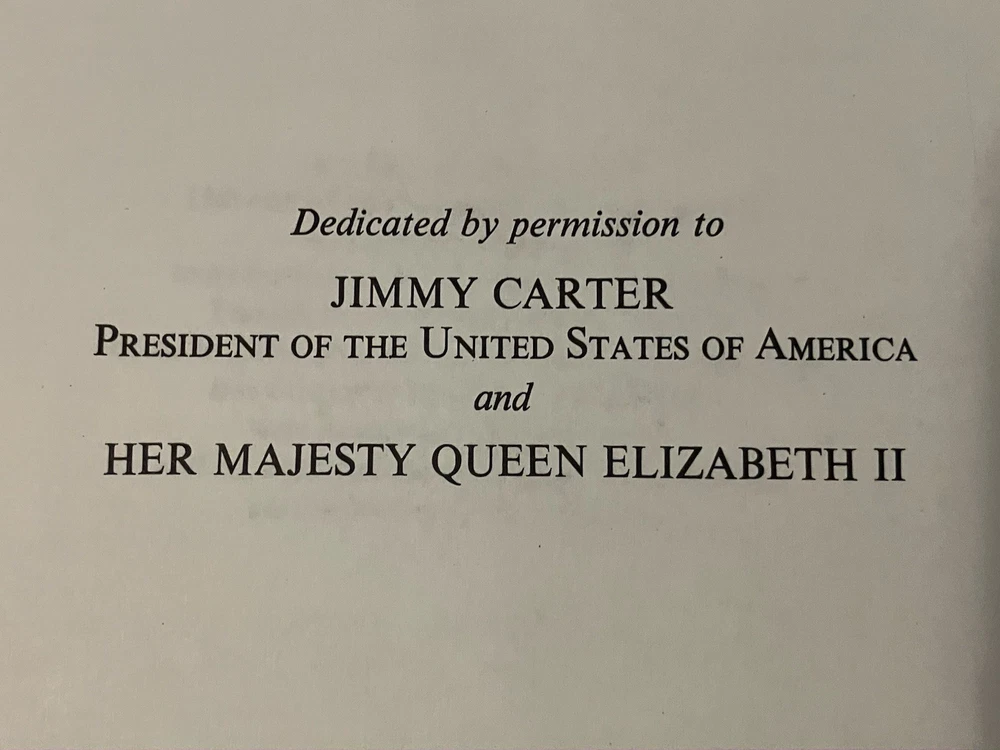 Dedicated by permission to
JIMMY CARTER
PRESIDENT OF THE UNITED STATES OF AMERICA
and
HER MAJESTY QUEEN ELIZABETH II